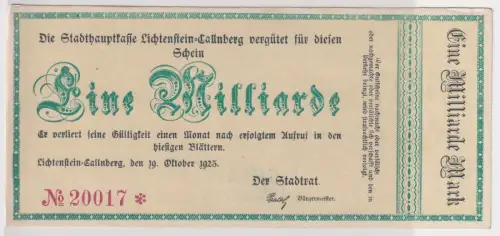 Die Stadthauptkasse Lichtenstein-Callnberg vergütet für diesen
Schein
Eine Milliarde
Er verliert seine Gültigkeit einen Monat nach erfolgtem Aufruf in den
hiesigen Blättern.
Lichtenstein-Callnberg, den 19. Oktober 1923.
Der Stadtrat.
Bürgermeister.
№ 20017 *
Eine Milliarde Mark